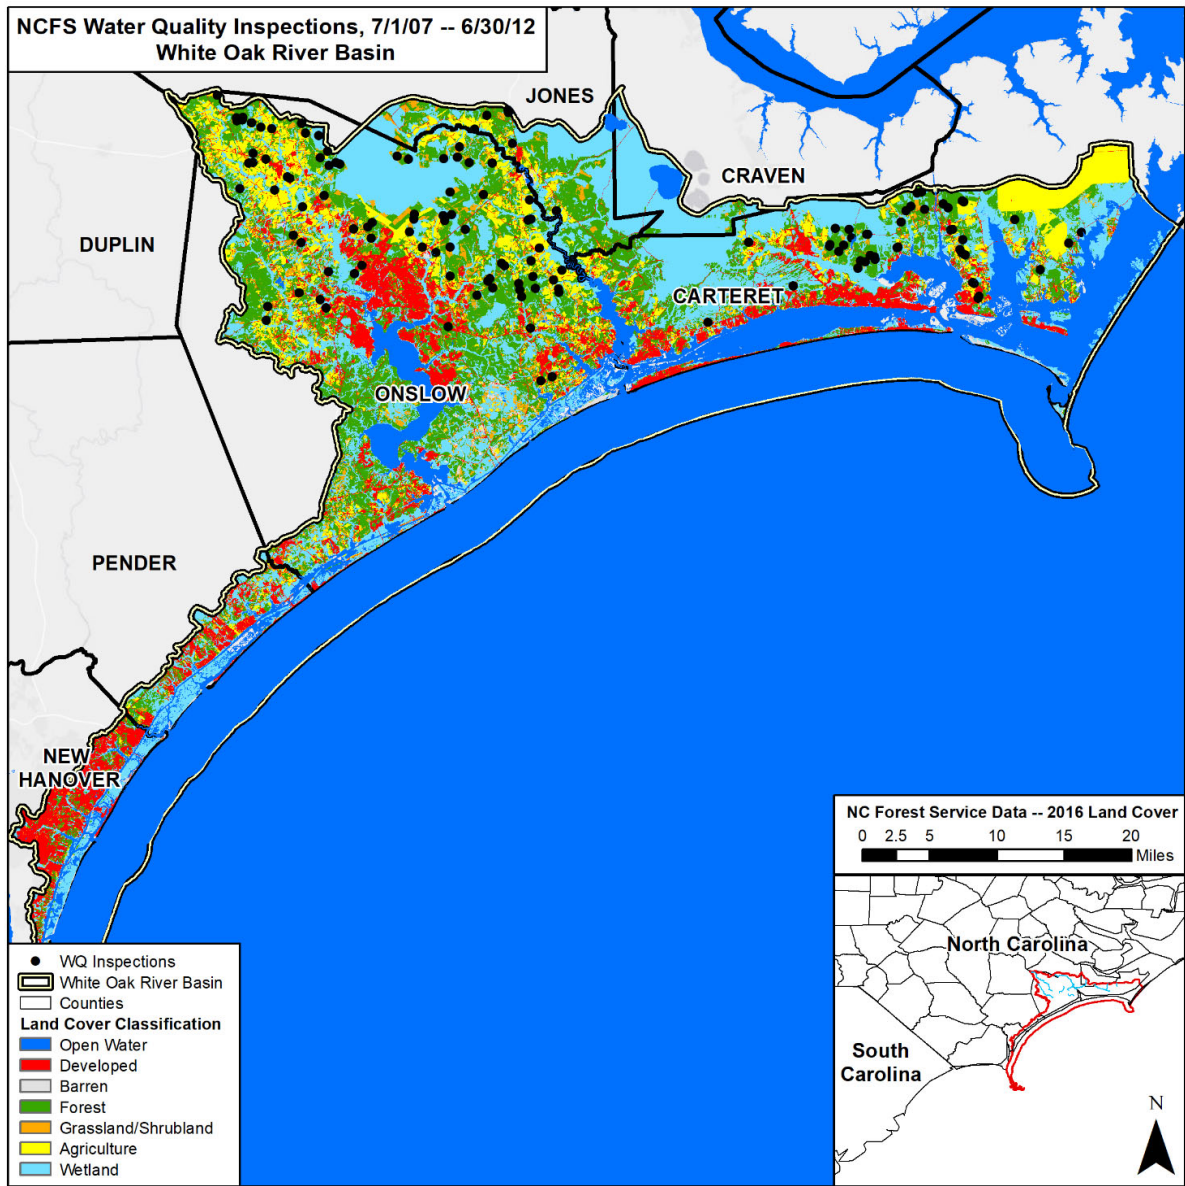 NCFS Water Quality Inspections, 7/1/07 -- 6/30/12
White Oak River Basin
JONES
CRAVEN
DUPLIN
CARTERET
ONSLOW
PENDER
NEW
HANOVER
NC Forest Service Data -- 2016 Land Cover
0 2.5 5 10 15 20
Miles
North Carolina
South
Carolina
N
WQ Inspections
White Oak River Basin
Counties
Land Cover Classification
Open Water
Developed
Barren
Forest
Grassland/Shrubland
Agriculture
Wetland